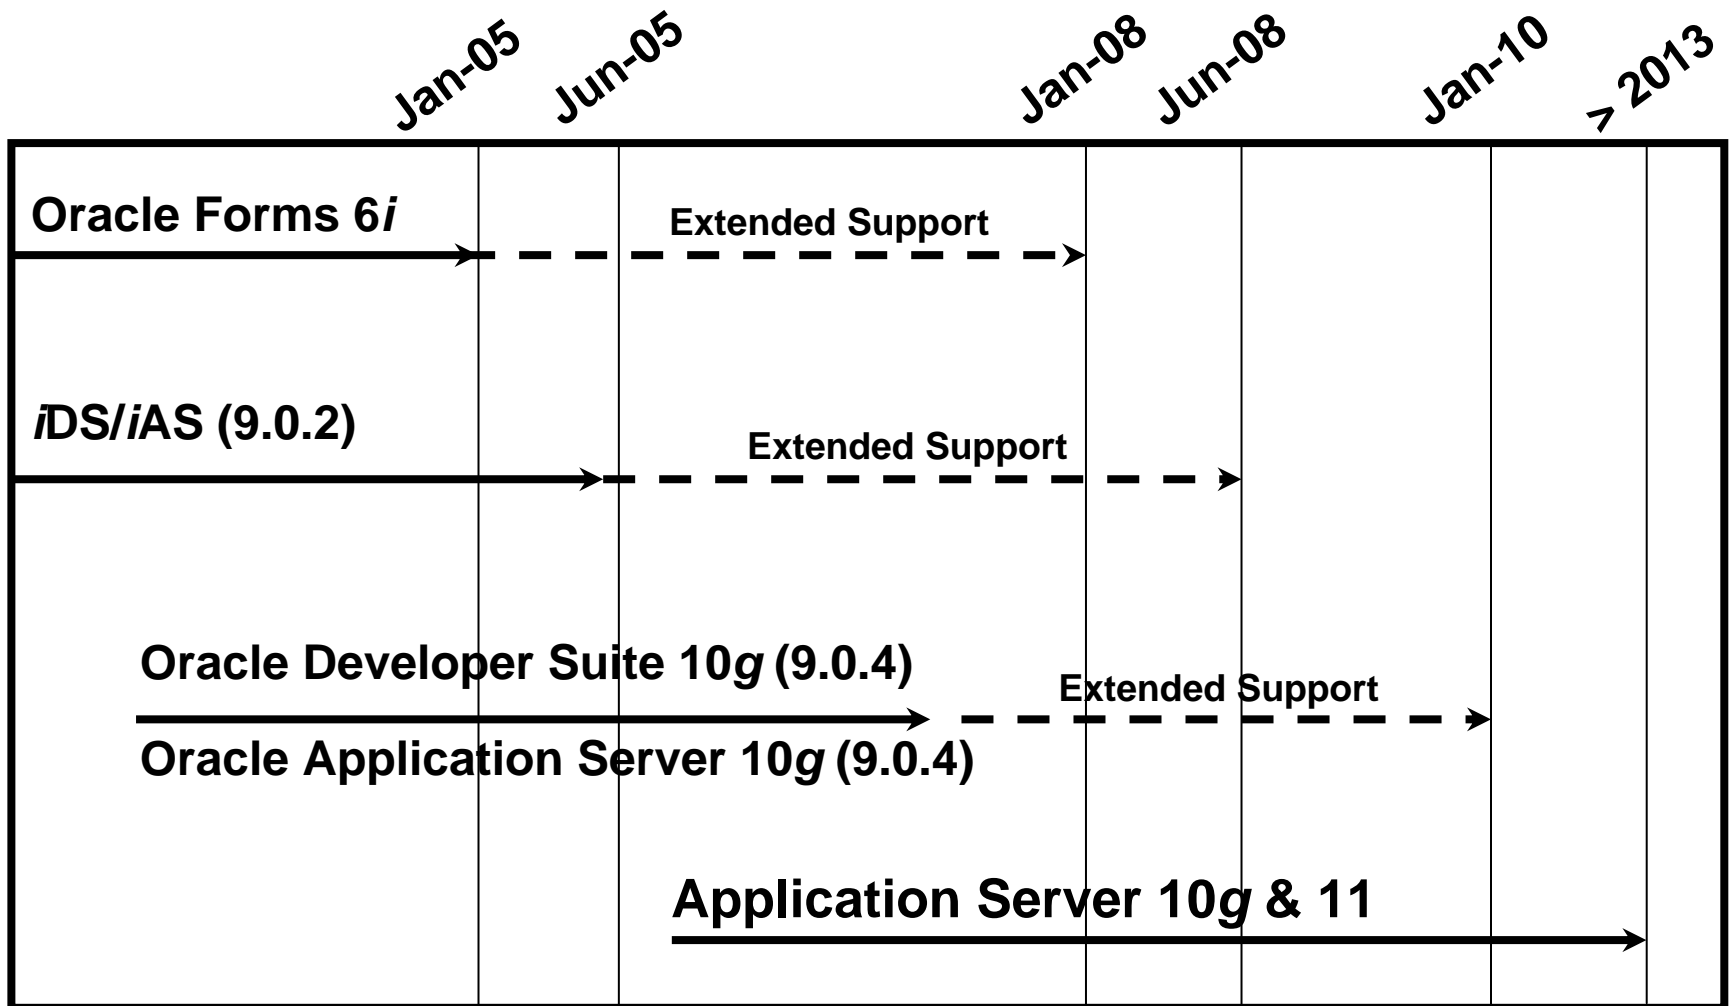 Jan-05 Jun-05 Jan-08 Jun-08 Jan-10 > 2013
Oracle Forms 6i
Extended Support
iDS/iAS (9.0.2)
Extended Support
Oracle Developer Suite 10g (9.0.4)
Extended Support
Oracle Application Server 10g (9.0.4)
Application Server 10g & 11